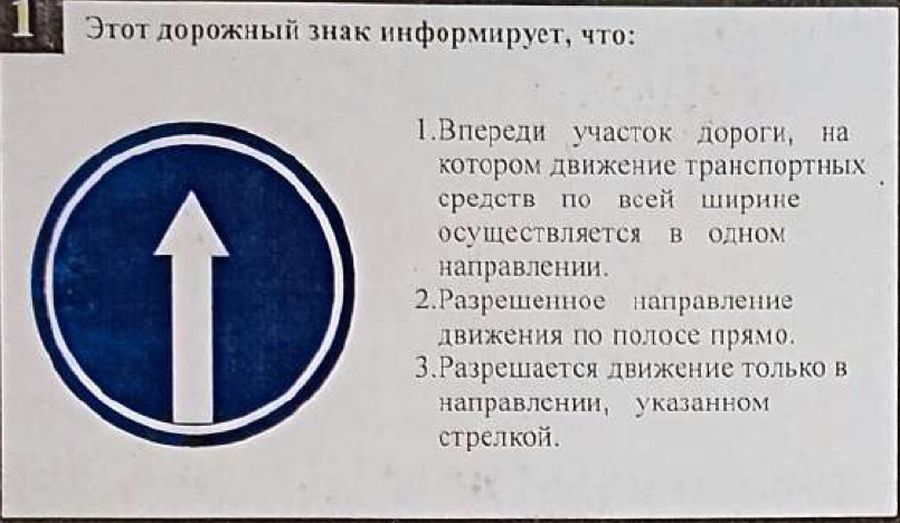 1
Этот дорожный знак информирует, что:
1.Впереди участок дороги, на
котором движение транспортных
средств по всей ширине
осуществляется в одном
направлении.
2.Разрешенное направление
движения по полосе прямо.
3.Разрешается движение только в
направлении, указанном
стрелкой.